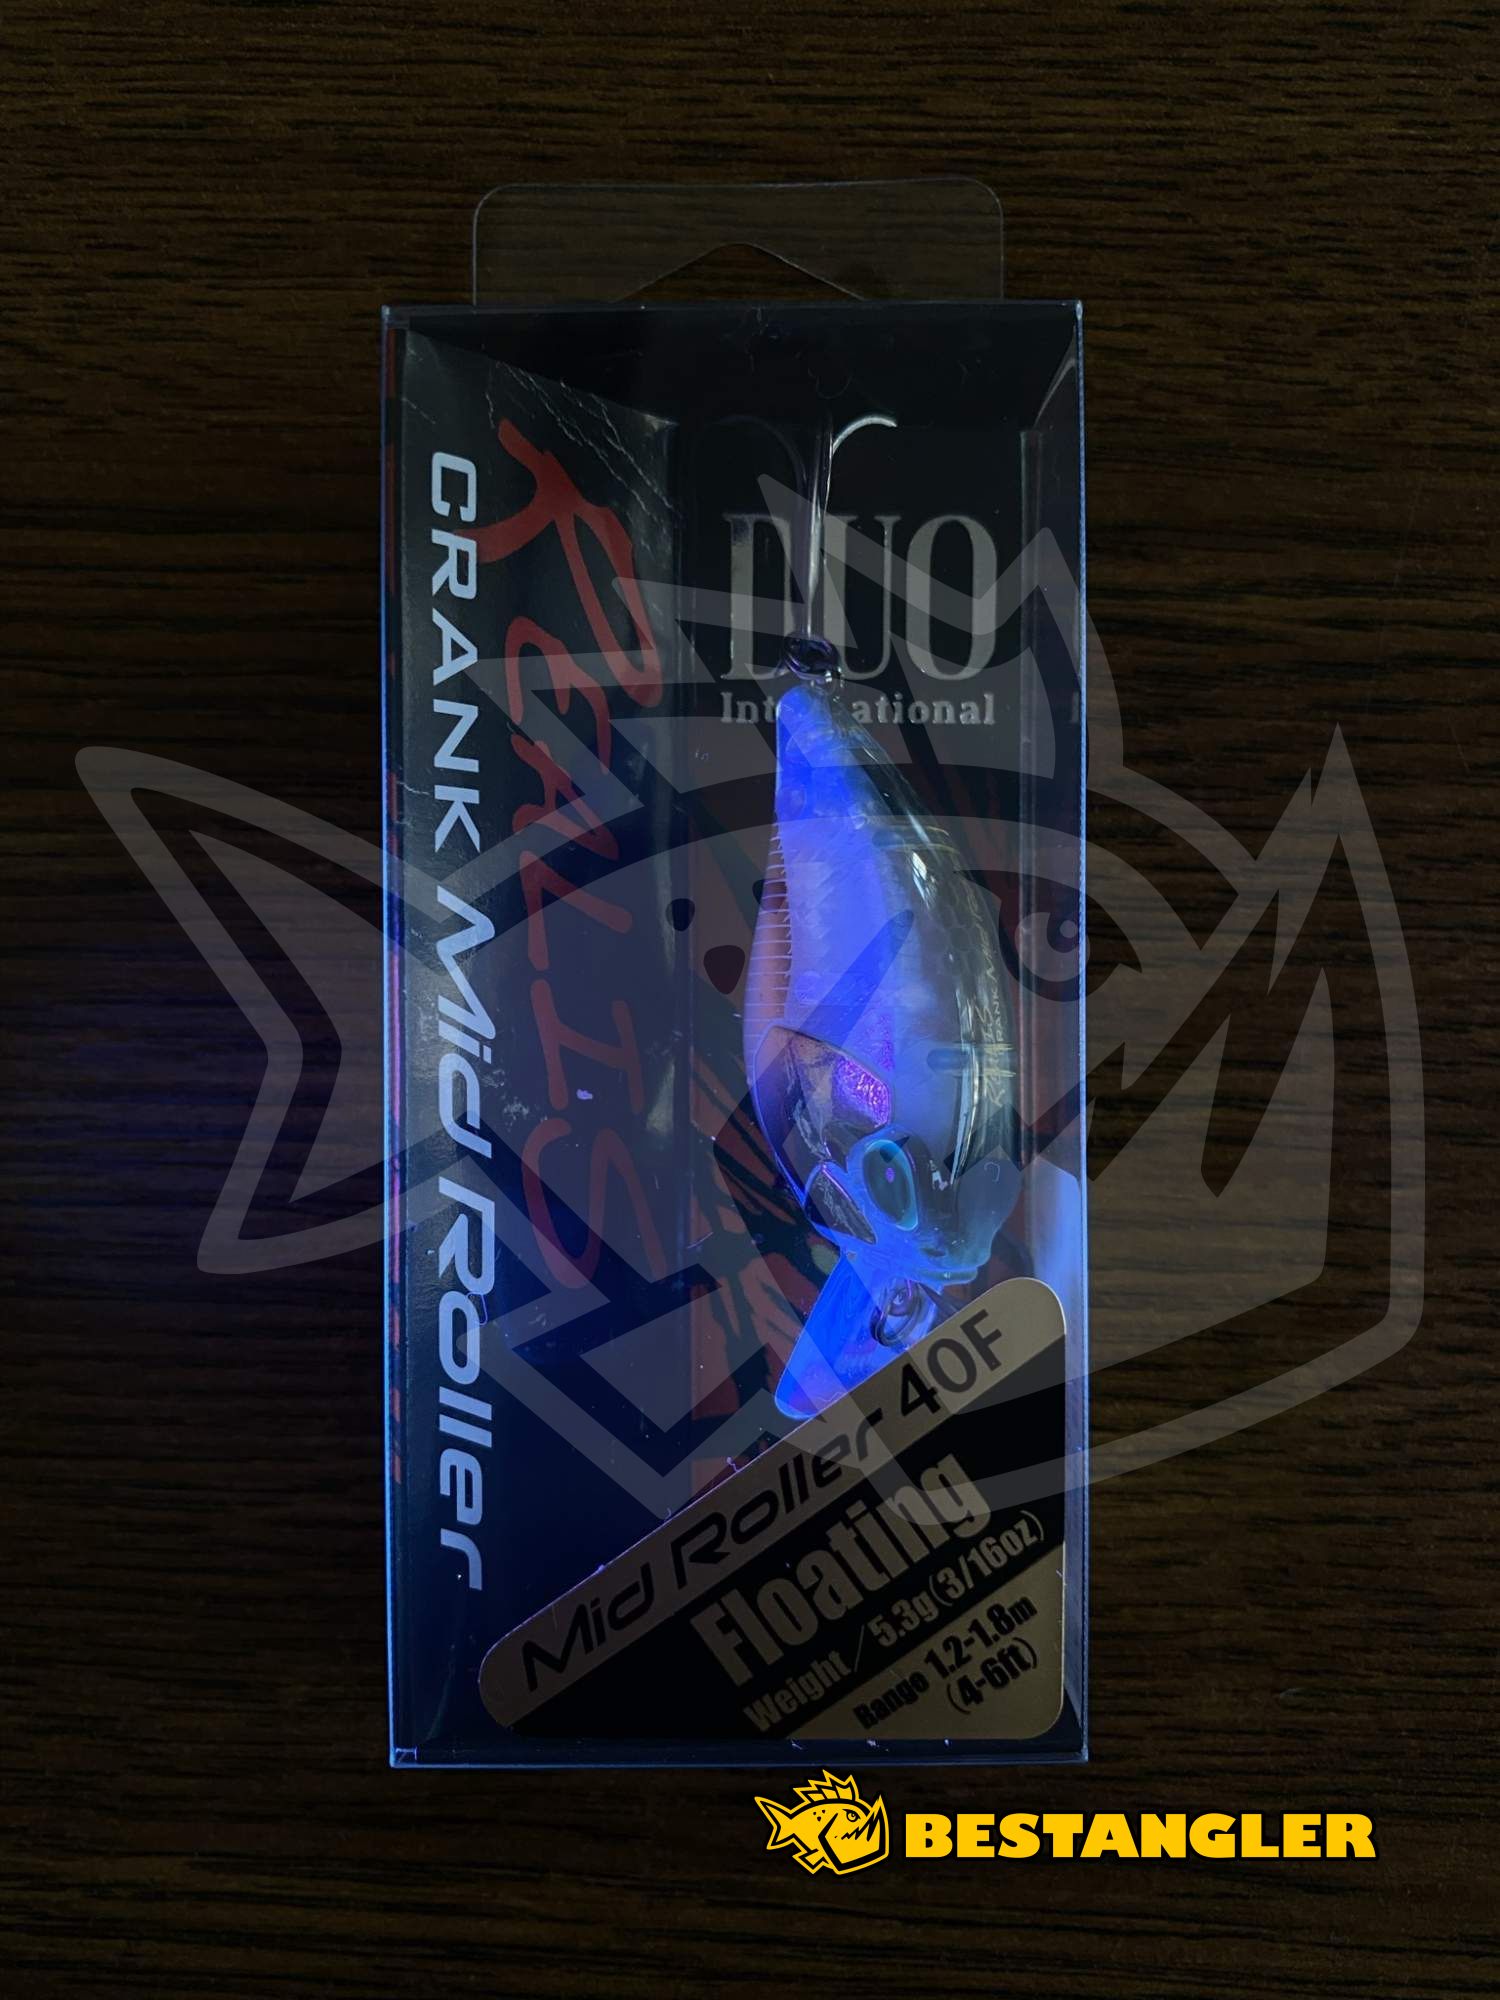 DUO
International
REALIS
CRANK Mid Roller
Mid Roller 40F
Floating
Weight / 5.3g(3/16oz)
Range 1.2-1.8m
(4-6ft)
BESTANGLER